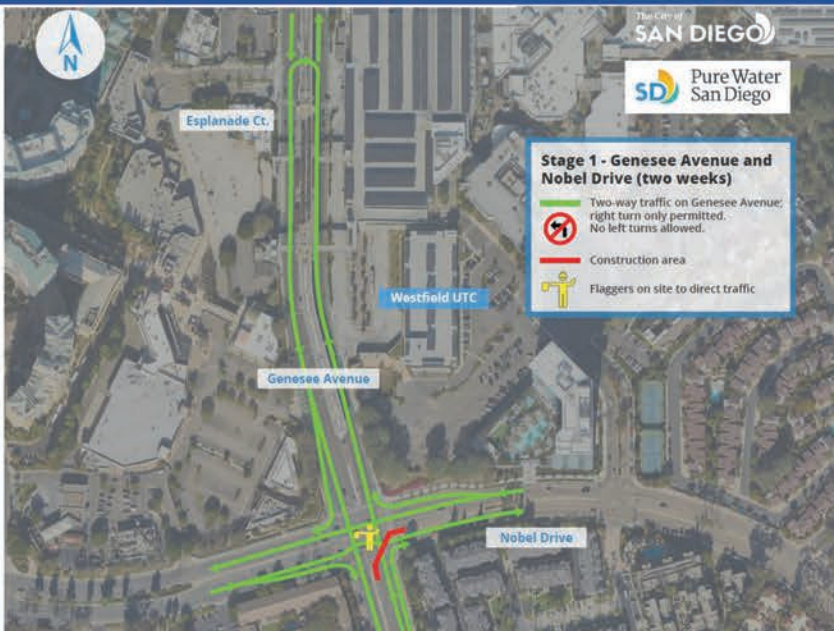 N
The City of
SAN DIEGO
SD
Pure Water
San Diego
Esplanade Ct.
Stage 1 - Genesee Avenue and
Nobel Drive (two weeks)
Two-way traffic on Genesee Avenue;
right turn only permitted.
No left turns allowed.
Construction area
Flaggers on site to direct traffic
Westfield UTC
Genesee Avenue
Nobel Drive